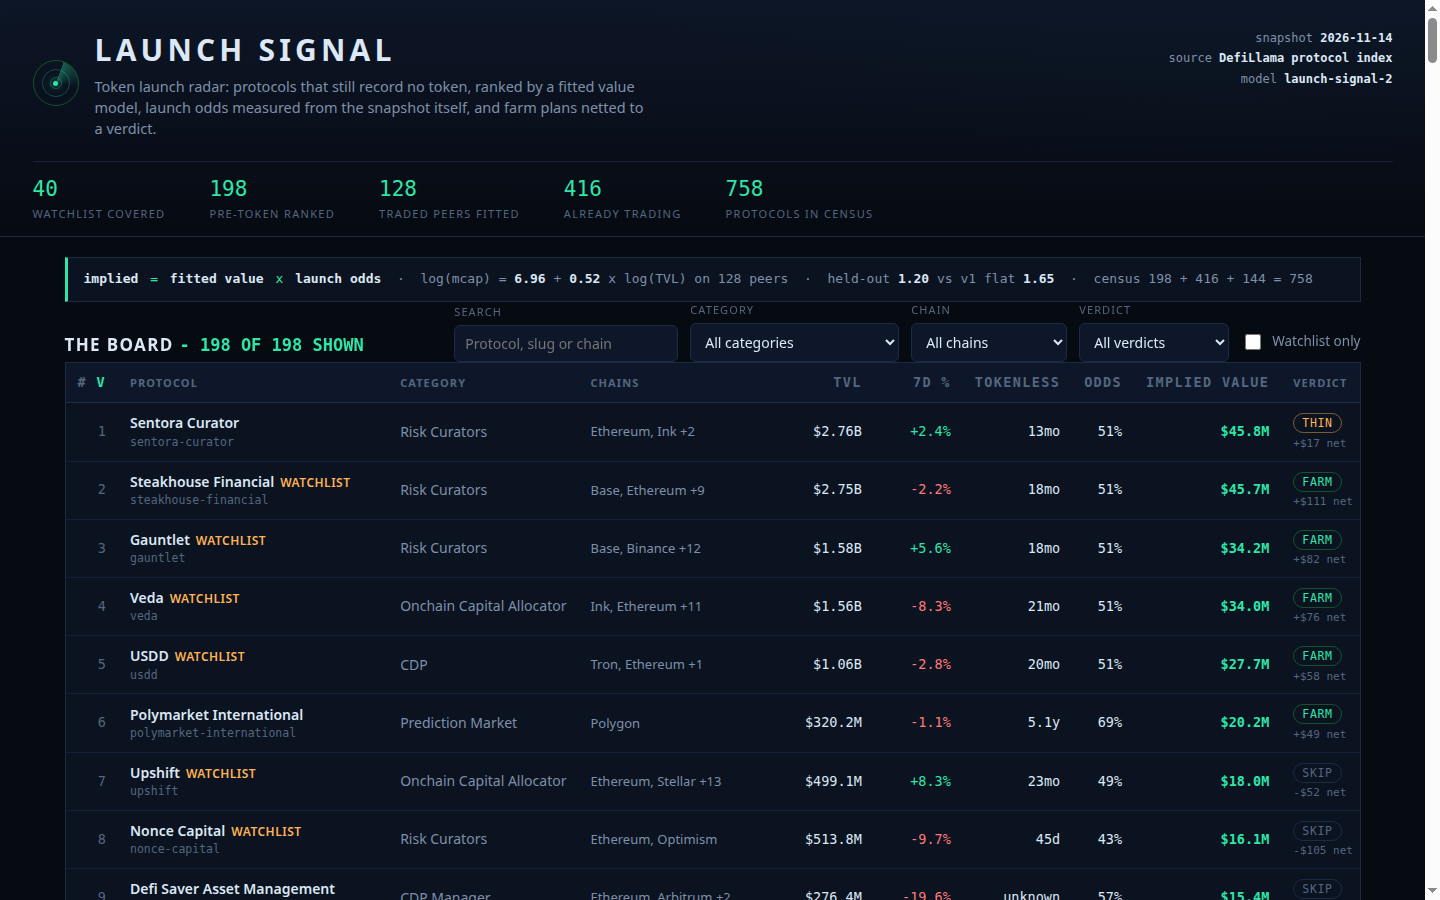 LAUNCH SIGNAL
Token launch radar: protocols that still record no token, ranked by a fitted value
model, launch odds measured from the snapshot itself, and farm plans netted to
a verdict.
snapshot 2026-11-14
source DefiLlama protocol index
model launch-signal-2
40 198 128 416 758
WATCHLIST COVERED PRE-TOKEN RANKED TRADED PEERS FITTED ALREADY TRADING PROTOCOLS IN CENSUS
implied = fitted value x launch odds · log(mcap) = 6.96 + 0.52 x log(TVL) on 128 peers · held-out 1.20 vs v1 flat 1.65 · census 198 + 416 + 144 = 758
THE BOARD - 198 OF 198 SHOWN
SEARCH CATEGORY CHAIN VERDICT
Protocol, slug or chain All categories All chains All verdicts Watchlist only
# V PROTOCOL CATEGORY CHAINS TVL 7D % TOKENLESS ODDS IMPLIED VALUE VERDICT
1 Sentora Curator Risk Curators Ethereum, Ink +2 $2.76B +2.4% 13mo 51% $45.8M THIN
sentora-curator +$17 net
2 Steakhouse Financial WATCHLIST Risk Curators Base, Ethereum +9 $2.75B -2.2% 18mo 51% $45.7M FARM
steakhouse-financial +$111 net
3 Gauntlet WATCHLIST Risk Curators Base, Binance +12 $1.58B +5.6% 18mo 51% $34.2M FARM
gauntlet +$82 net
4 Veda WATCHLIST Onchain Capital Allocator Ink, Ethereum +11 $1.56B -8.3% 21mo 51% $34.0M FARM
veda +$76 net
5 USDD WATCHLIST CDP Tron, Ethereum +1 $1.06B -2.8% 20mo 51% $27.7M FARM
usdd +$58 net
6 Polymarket International Prediction Market Polygon $320.2M -1.1% 5.1y 69% $20.2M FARM
polymarket-international +$49 net
7 Upshift WATCHLIST Onchain Capital Allocator Ethereum, Stellar +13 $499.1M +8.3% 23mo 49% $18.0M SKIP
upshift -$52 net
8 Nonce Capital WATCHLIST Risk Curators Ethereum, Optimism $513.8M -9.7% 45d 43% $16.1M SKIP
nonce-capital -$105 net
9 Defi Saver Asset Management CDP Manager Ethereum, Arbitrum +2 $276.4M -19.6% unknown 57% $15.4M SKIP